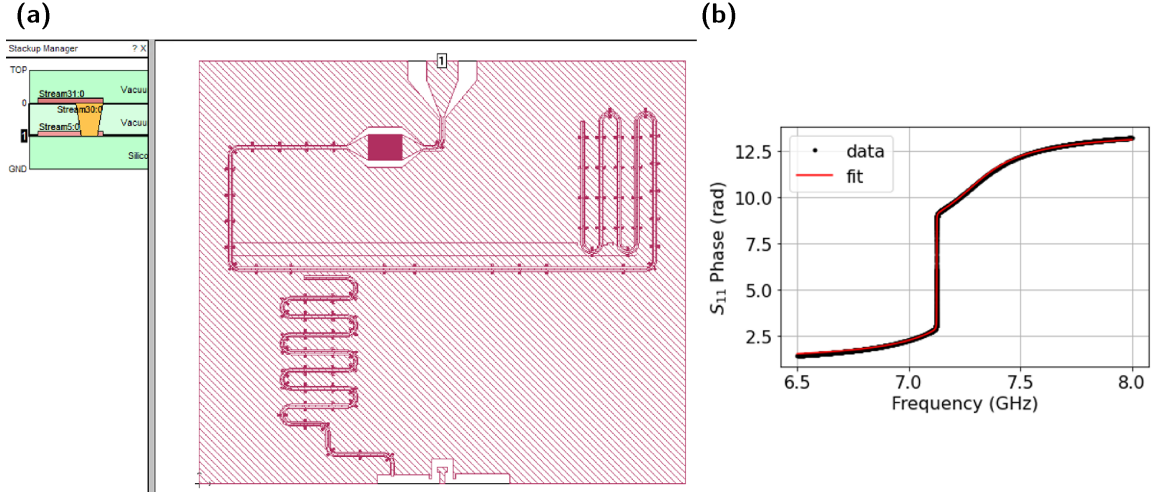 (a)
(b)
Stackup Manager
? X
TOP
Vacuu
Stream31:0
0
Stream30:0
Vacuu
Stream5:0
1
Silico
GND
1
data
fit
12.5
10.0
7.5
5.0
2.5
S11 Phase (rad)
6.5 7.0 7.5 8.0
Frequency (GHz)